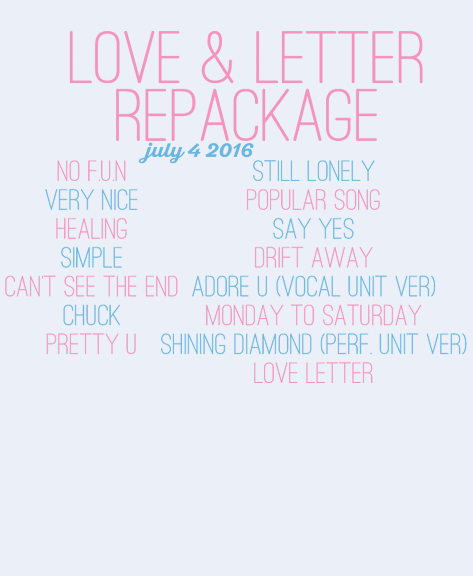 LOVE & LETTER
REPACKAGE
july 4 2016
NO F.U.N
VERY NICE
HEALING
SIMPLE
CAN'T SEE THE END
CHUCK
PRETTY U
STILL LONELY
POPULAR SONG
SAY YES
DRIFT AWAY
ADORE U (VOCAL UNIT VER)
MONDAY TO SATURDAY
SHINING DIAMOND (PERF. UNIT VER)
LOVE LETTER